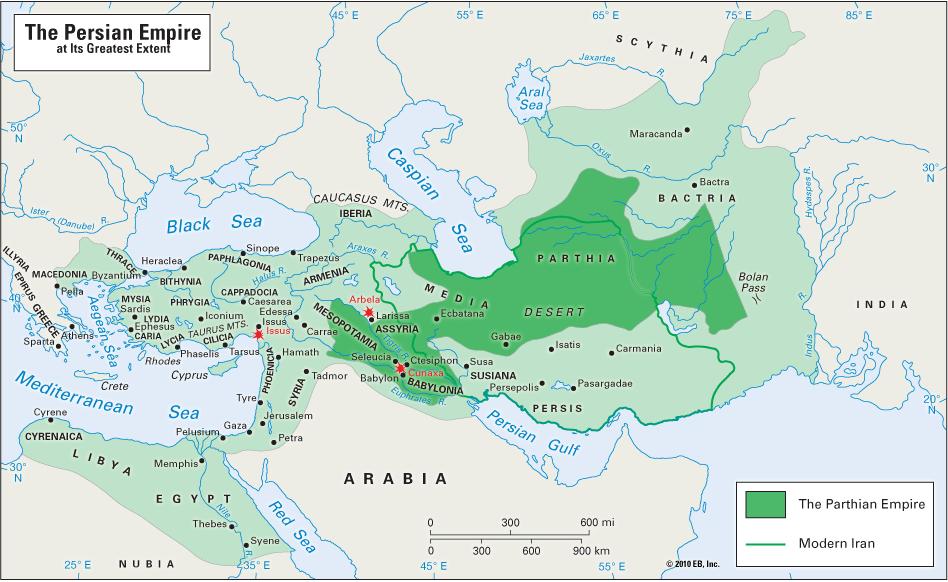 The Persian Empire
at Its Greatest Extent
45° E
55° E
65° E
75° E
85° E
SCYTHIA
Jaxartes R.
Aral
Sea
50°
N
Maracanda
Oxus R.
30°
N
Caspian
Sea
Bactra
BACTRIA
Hydaspes R.
CAUCASUS MTS.
IBERIA
Ister (Danube) R.
Black Sea
Araxes R.
PARTHIA
Sinope
Trapezus
ILLYRIA
THRACE
Heraclea
PAPHLAGONIA
Halus R.
ARMENIA
MACEDONIA
Byzantium
BITHYNIA
MEDIA
Bolan
Pass
EPIRUS
Pella
CAPPADOCIA
40°
N
MYSIA
PHRYGIA
Caesarea
Arbela
INDIA
GREECE
Aegean Sea
Sardis
LYDIA
Iconium
Edessa
MESOPOTAMIA
Larissa
Ecbatana
DESERT
Ephesus
TAURUS MTS.
Issus
Issus
Carrae
ASSYRIA
Athens
CARIA
LYCIA
CILICIA
Tigris R.
Gabae
Isatis
Carmania
Indus R.
Sparta
Phaselis
Tarsus
Hamath
Seleucia
Ctesiphon
Susa
Rhodes
PHOENICIA
Cunaxa
SUSIANA
Mediterranean Sea
Crete
Cyprus
SYRIA
Tadmor
Babylon
BABYLONIA
Persepolis
Pasargadae
Euphrates R.
PERSIS
20°
N
Cyrene
Tyre
Jerusalem
Persian Gulf
CYRENAICA
Pelusium
Gaza
Petra
LIBYA
Memphis
30°
N
ARABIA
EGYPT
Nile R.
Red Sea
Thebes
Syene
NUBIA
0 300 600 mi
0 300 600 900 km
The Parthian Empire
Modern Iran
© 2010 EB, Inc.
25° E
35° E
45° E
55° E